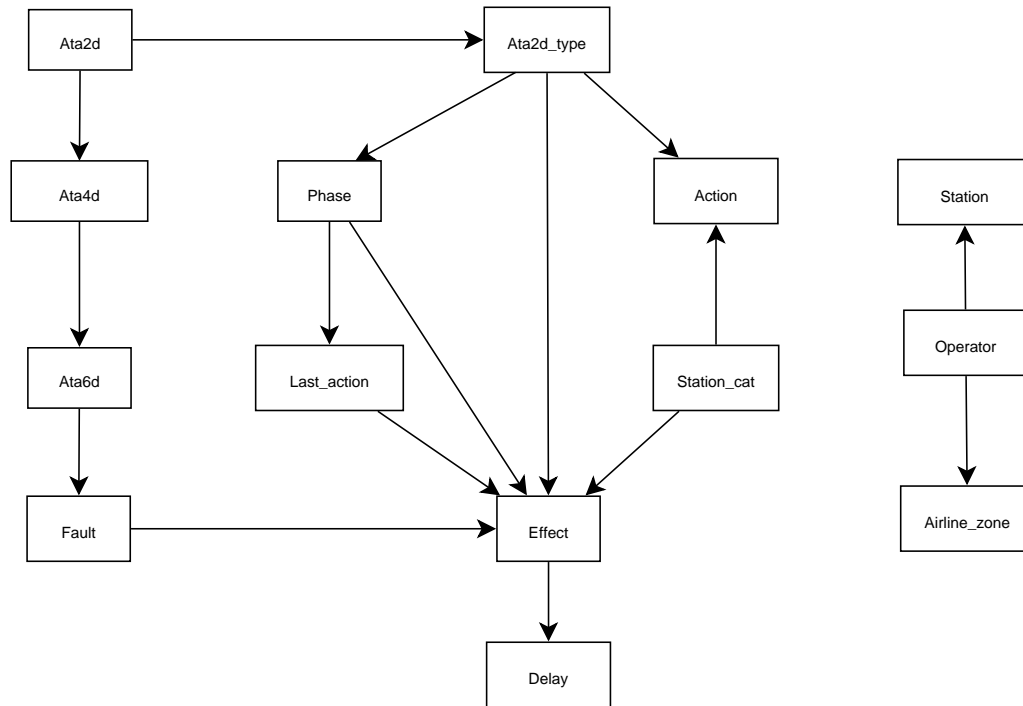 Ata2d
Ata2d_type
Ata4d
Phase
Action
Station
Operator
Ata6d
Last_action
Station_cat
Fault
Effect
Airline_zone
Delay